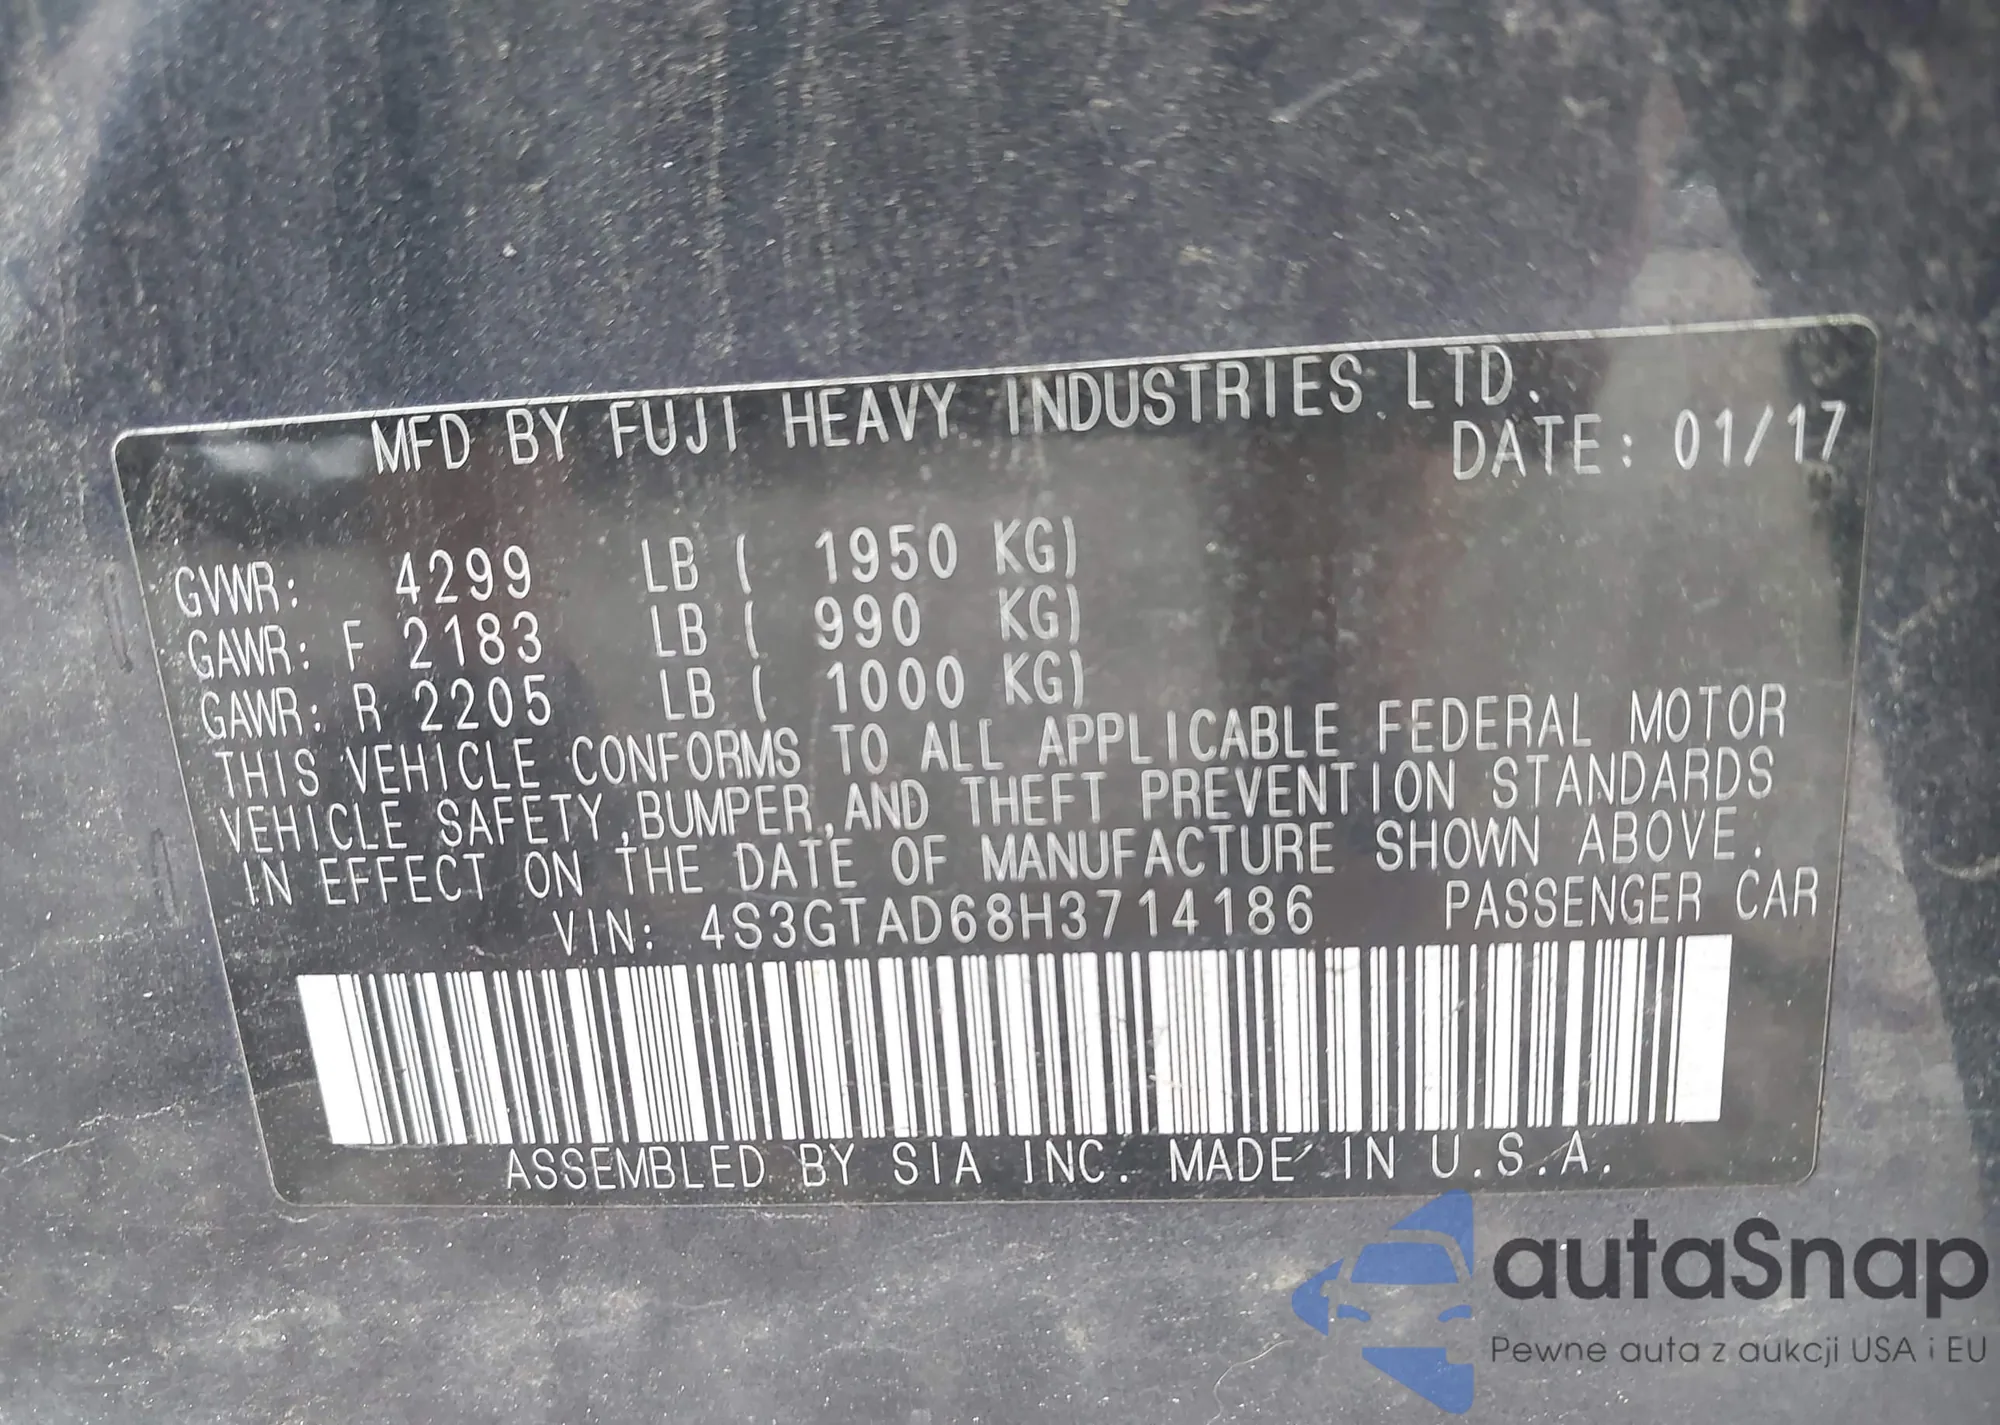 MFD BY FUJI HEAVY INDUSTRIES LTD.
DATE: 01/17
GVWR: 4299 LB ( 1950 KG)
GAWR: F 2183 LB ( 990 KG)
GAWR: R 2205 LB ( 1000 KG)
THIS VEHICLE CONFORMS TO ALL APPLICABLE FEDERAL MOTOR
VEHICLE SAFETY,BUMPER,AND THEFT PREVENTION STANDARDS
IN EFFECT ON THE DATE OF MANUFACTURE SHOWN ABOVE.
VIN: 4S3GTAD68H3714186 PASSENGER CAR
ASSEMBLED BY SIA INC. MADE IN U.S.A.
autaSnap
Pewne auta z aukcji USA i EU